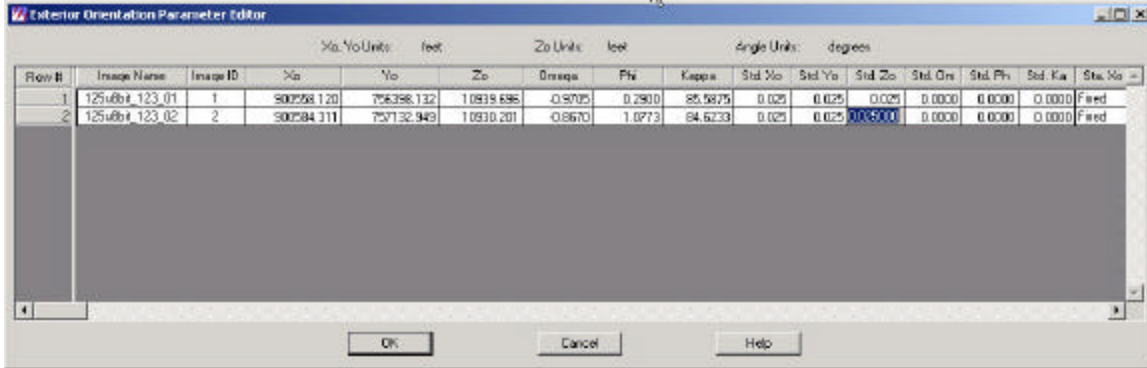 Exterior Orientation Parameter Editor
Xo, Yo Units: feet Zo Units: feet Angle Units: degrees
Row # Image Name Image ID Xo Yo Zo Omega Phi Kappa Std. Xo Std. Yo Std. Zo Std. Om Std. Ph Std. Ka Sta. Xo
1 125u8bit_123_01 1 900558.120 756398.132 10939.696 -0.9705 0.2900 85.5875 0.025 0.025 0.025 0.0000 0.0000 0.0000 Fixed
2 125u8bit_123_02 2 900584.311 757132.949 10930.201 -0.8670 1.0773 84.6233 0.025 0.025 0.0000 0.0000 0.0000 Fixed
OK Cancel Help